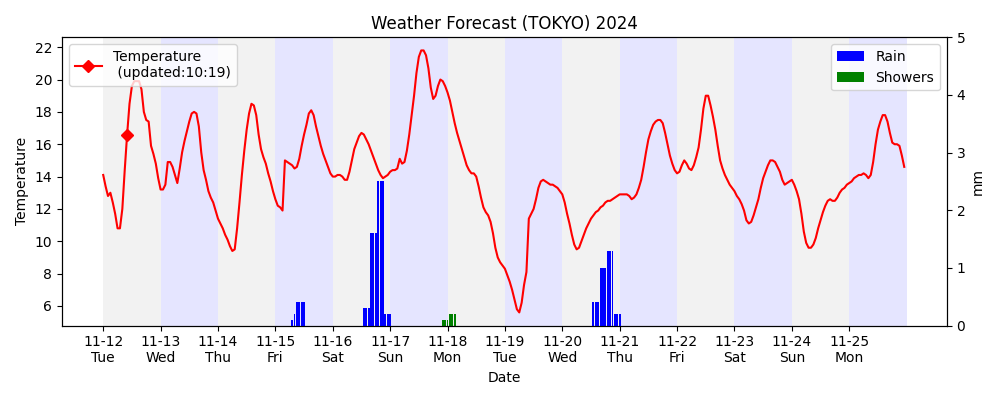 Weather Forecast (TOKYO) 2024
Temperature
(updated:10:19)
Rain
Showers
Temperature
22
20
18
16
14
12
10
8
6
5
4
3
2
1
0
mm
11-12 11-13 11-14 11-15 11-16 11-17 11-18 11-19 11-20 11-21 11-22 11-23 11-24 11-25
Tue Wed Thu Fri Sat Sun Mon Tue Wed Thu Fri Sat Sun Mon
Date